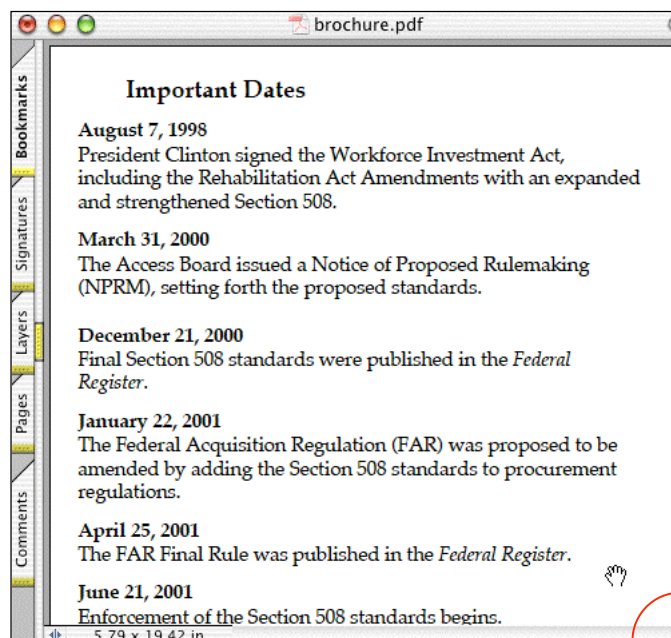 brochure.pdf
Bookmarks
Signatures
Layers
Pages
Comments
Important Dates
August 7, 1998
President Clinton signed the Workforce Investment Act,
including the Rehabilitation Act Amendments with an expanded
and strengthened Section 508.
March 31, 2000
The Access Board issued a Notice of Proposed Rulemaking
(NPRM), setting forth the proposed standards.
December 21, 2000
Final Section 508 standards were published in the Federal
Register.
January 22, 2001
The Federal Acquisition Regulation (FAR) was proposed to be
amended by adding the Section 508 standards to procurement
regulations.
April 25, 2001
The FAR Final Rule was published in the Federal Register.
June 21, 2001
Enforcement of the Section 508 standards begins.
5.79 x 19.42 in